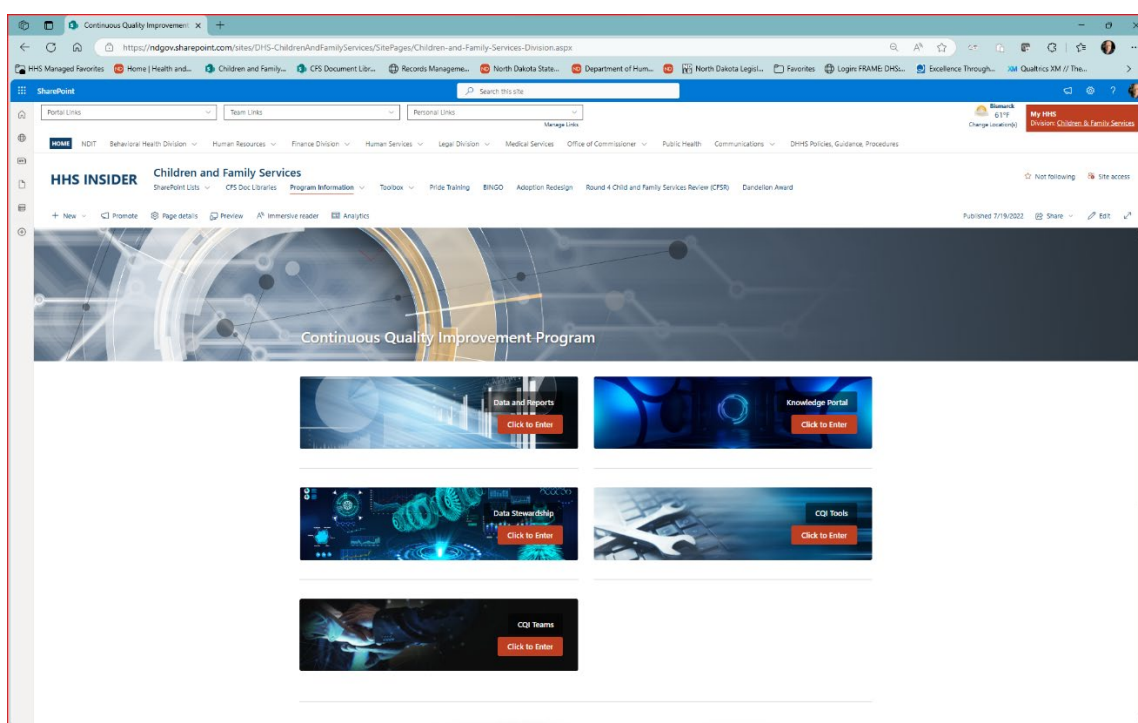 Continuous Quality Improvement
https://ndgov.sharepoint.com/sites/DHS-ChildrenAndFamilyServices/SitePages/Children-and-Family-Services-Division.aspx
HHS Managed Favorites Home | Health and... Children and Family... CFS Document Libr... Records Manageme... North Dakota State... Department of Hum... North Dakota Legisl... Favorites Login: FRAME: DHS:... Excellence Through... Qualtrics XM // The...
SharePoint Search this site
Portal Links Team Links Personal Links
Manage Links
Bismarck
61°F
Change Location(s)
My HHS
Division: Children & Family Services
HOME NDIT Behavioral Health Division Human Resources Finance Division Human Services Legal Division Medical Services Office of Commissioner Public Health Communications DHHS Policies, Guidance, Procedures
HHS INSIDER
Children and Family Services
SharePoint Lists CFS Doc Libraries Program Information Toolbox Pride Training BINGO Adoption Redesign Round 4 Child and Family Services Review (CFSR) Dandelion Award
Not following Site access
+ New Promote Page details Preview Immersive reader Analytics Published 7/19/2022 Share Edit
Continuous Quality Improvement Program
Data and Reports
Click to Enter
Knowledge Portal
Click to Enter
Data Stewardship
Click to Enter
CQI Tools
Click to Enter
CQI Teams
Click to Enter